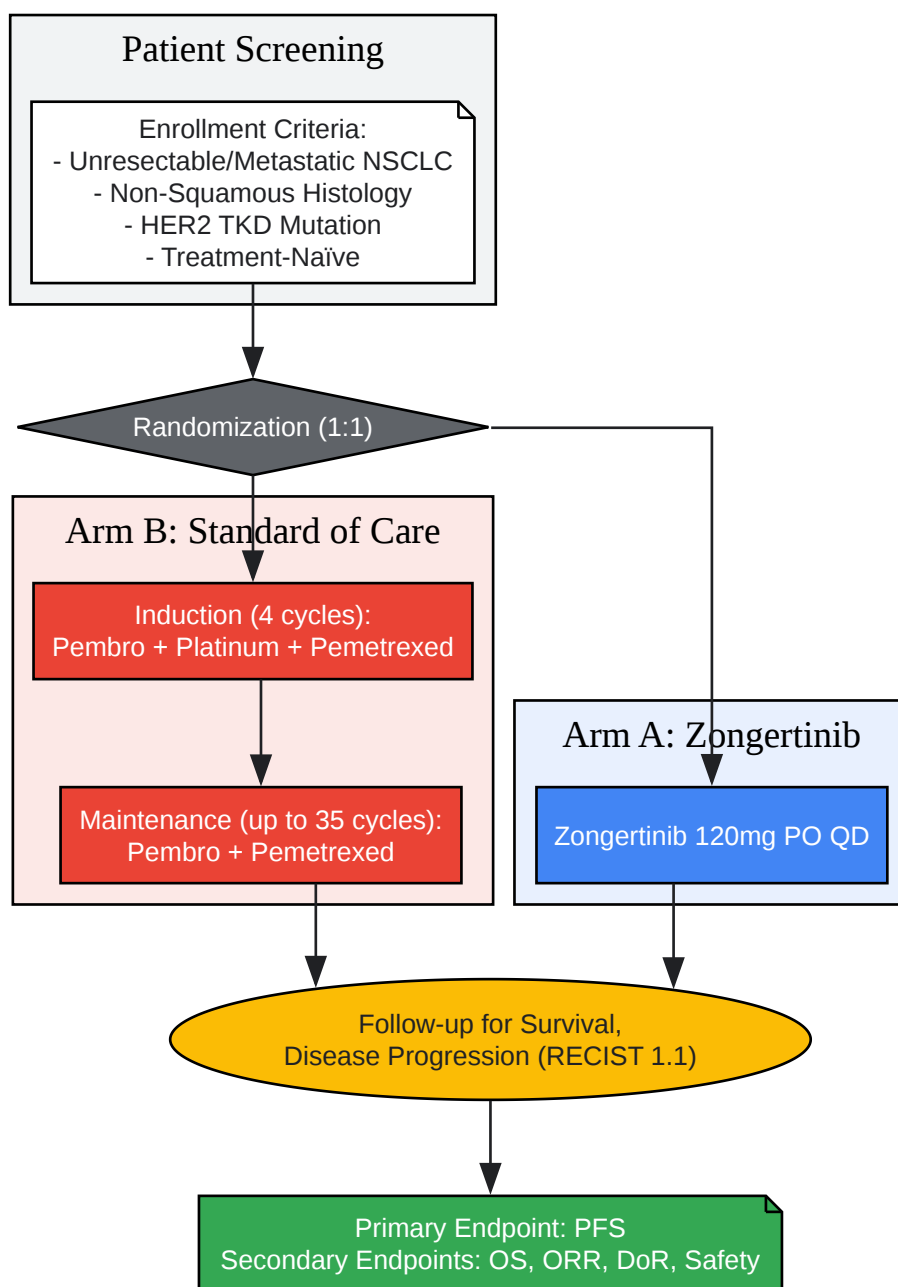 Patient Screening
Enrollment Criteria:
- Unresectable/Metastatic NSCLC
- Non-Squamous Histology
- HER2 TKD Mutation
- Treatment-Naïve
Randomization (1:1)
Arm B: Standard of Care
Induction (4 cycles):
Pembro + Platinum + Pemetrexed
Maintenance (up to 35 cycles):
Pembro + Pemetrexed
Arm A: Zongertinib
Zongertinib 120mg PO QD
Follow-up for Survival,
Disease Progression (RECIST 1.1)
Primary Endpoint: PFS
Secondary Endpoints: OS, ORR, DoR, Safety